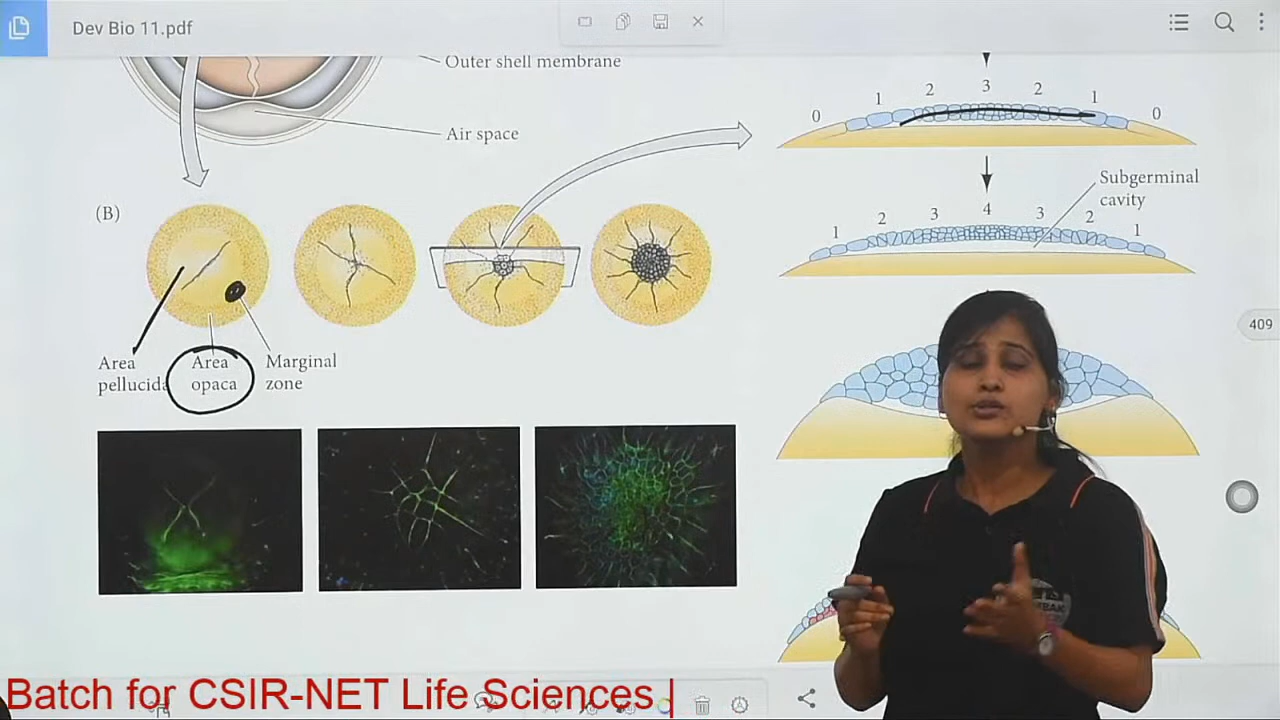 Dev Bio 11.pdf
Outer shell membrane
Air space
(B)
Area
pellucida
Area
opaca
Marginal
zone
0 1 2 3 2 1 0
Subgerminal
cavity
1 2 3 4 3 2 1
409
Batch for CSIR-NET Life Sciences |